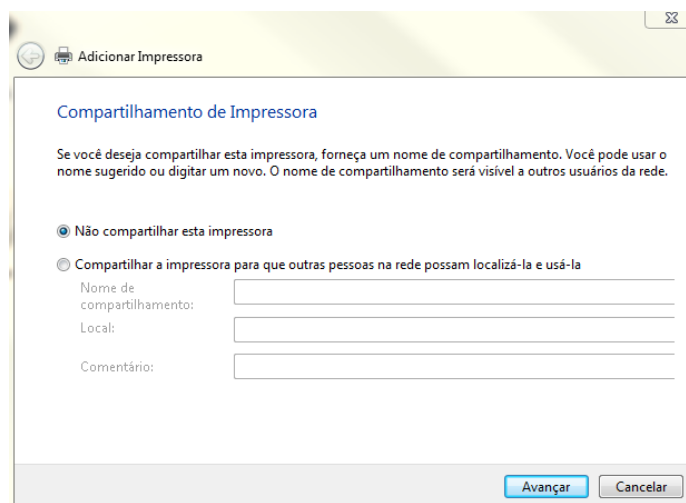 Adicionar Impressora
Compartilhamento de Impressora
Se você deseja compartilhar esta impressora, forneça um nome de compartilhamento. Você pode usar o
nome sugerido ou digitar um novo. O nome de compartilhamento será visível a outros usuários da rede.
Não compartilhar esta impressora
Compartilhar a impressora para que outras pessoas na rede possam localizá-la e usá-la
Nome de
compartilhamento:
Local:
Comentário:
Avançar
Cancelar